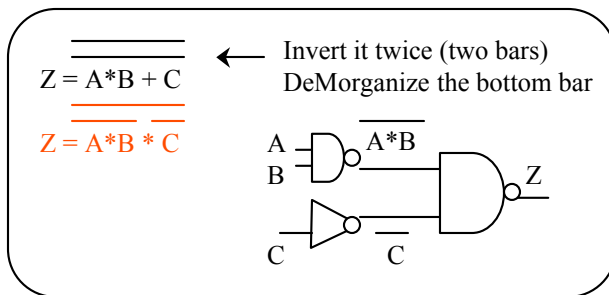 Z = A*B + C
Invert it twice (two bars)
DeMorganize the bottom bar
Z = A*B * C
A*B
A
B
Z
C
C